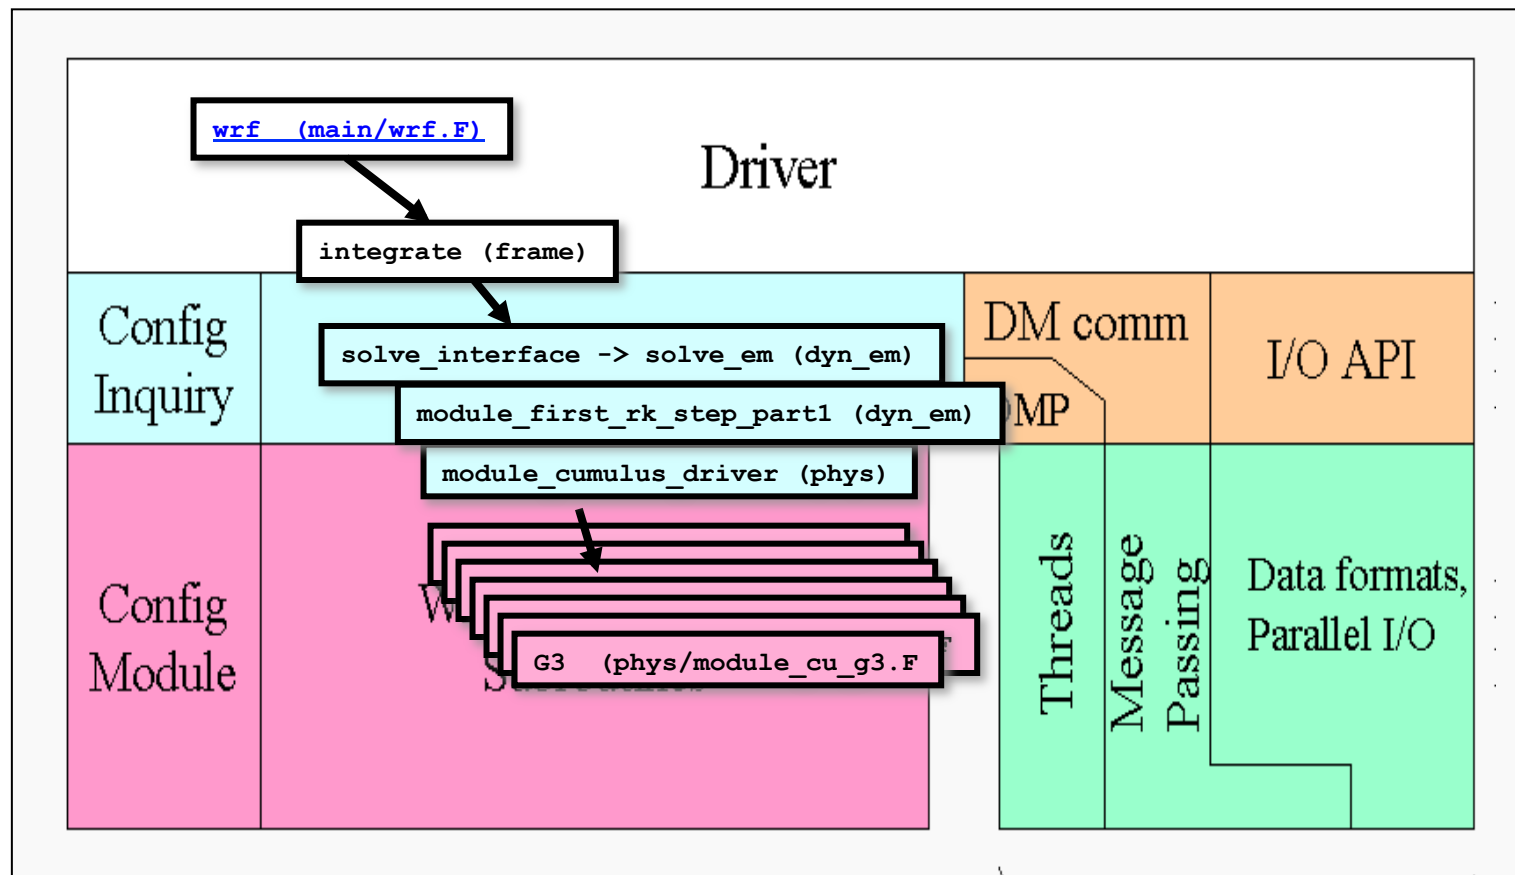 wrf  (main/wrf.F)
Driver
integrate (frame)
Config
Inquiry
solve_interface -> solve_em (dyn_em)
module_first_rk_step_part1 (dyn_em)
DM comm
I/O API
module_cumulus_driver (phys)
Config
Module
G3  (phys/module_cu_g3.F
Threads
Message
Passing
Data formats,
Parallel I/O